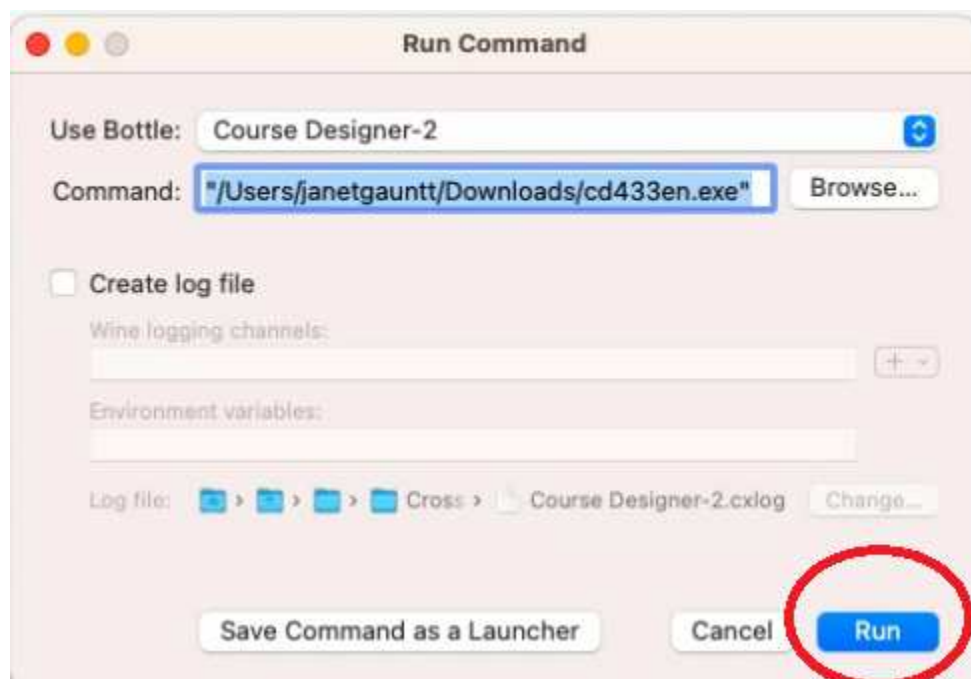 Run Command
Use Bottle: Course Designer-2
Command: "/Users/janetgauntt/Downloads/cd433en.exe" Browse...
Create log file
Wine logging channels:
+
Environment variables:
Log file: Cross Course Designer-2.cxlog Change...
Save Command as a Launcher Cancel Run